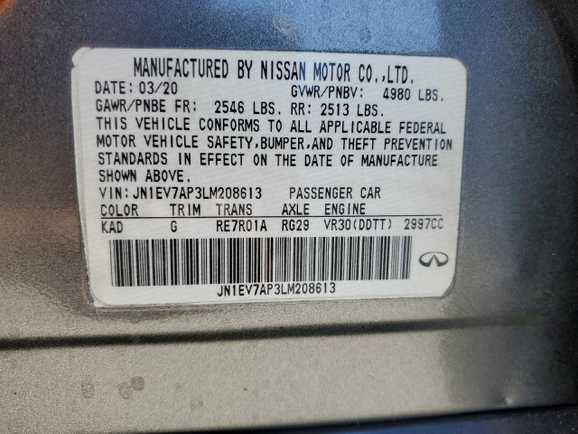 MANUFACTURED BY NISSAN MOTOR CO.,LTD.
DATE: 03/20 GVWR/PNBV: 4980 LBS.
GAWR/PNBE FR: 2546 LBS. RR: 2513 LBS.
THIS VEHICLE CONFORMS TO ALL APPLICABLE FEDERAL
MOTOR VEHICLE SAFETY,BUMPER,AND THEFT PREVENTION
STANDARDS IN EFFECT ON THE DATE OF MANUFACTURE
SHOWN ABOVE.
VIN: JN1EV7AP3LM208613 PASSENGER CAR
COLOR TRIM TRANS AXLE ENGINE
KAD G RE7R01A RG29 VR30(DDTT) 2997CC
JN1EV7AP3LM208613